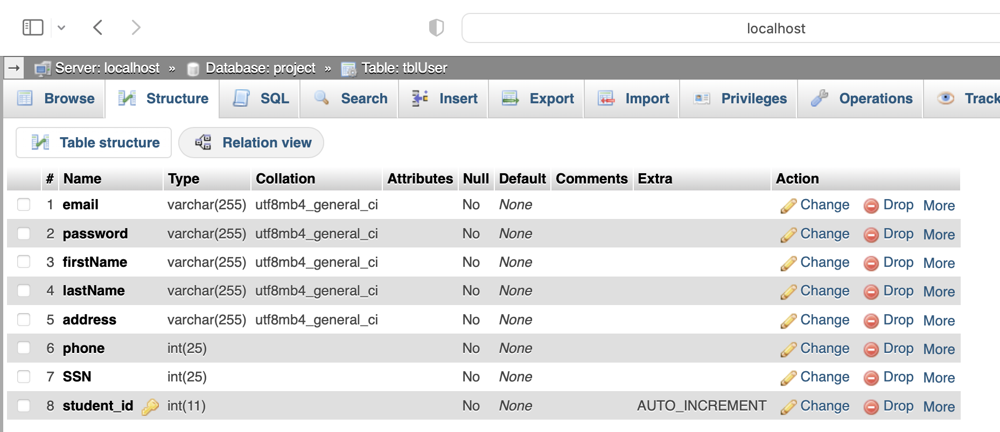 localhost
Server: localhost » Database: project » Table: tblUser
Browse Structure SQL Search Insert Export Import Privileges Operations Track
Table structure Relation view
# Name Type Collation Attributes Null Default Comments Extra Action
1 email varchar(255) utf8mb4_general_ci No None Change Drop More
2 password varchar(255) utf8mb4_general_ci No None Change Drop More
3 firstName varchar(255) utf8mb4_general_ci No None Change Drop More
4 lastName varchar(255) utf8mb4_general_ci No None Change Drop More
5 address varchar(255) utf8mb4_general_ci No None Change Drop More
6 phone int(25) No None Change Drop More
7 SSN int(25) No None Change Drop More
8 student_id int(11) No None AUTO_INCREMENT Change Drop More